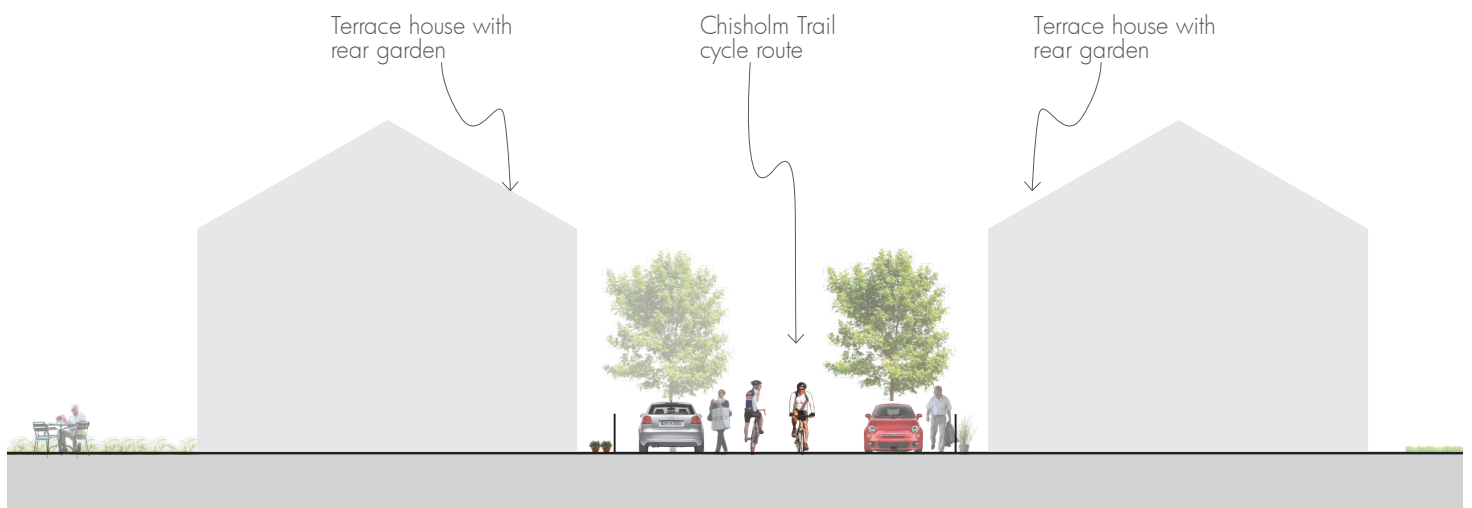 Terrace house with
rear garden
Chisholm Trail
cycle route
Terrace house with
rear garden